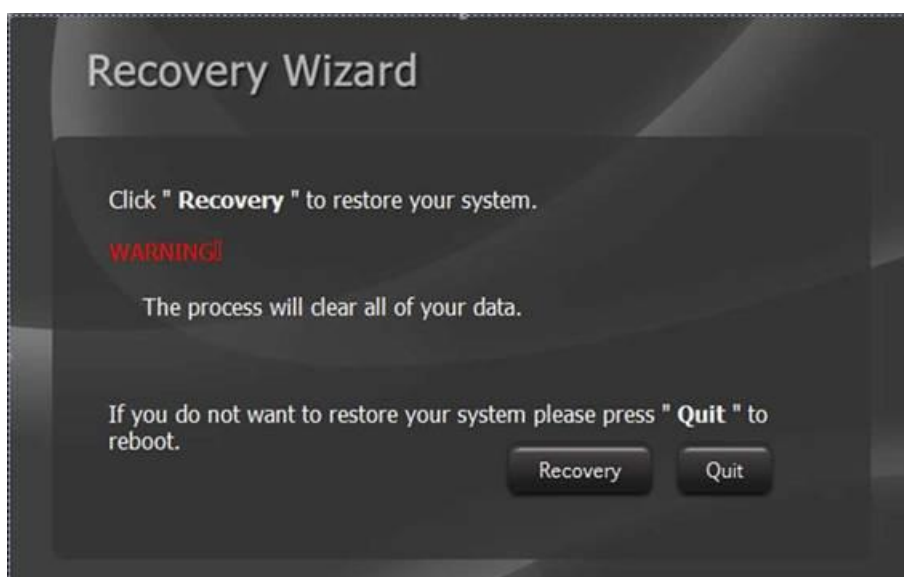 Recovery Wizard
Click " Recovery " to restore your system.
WARNING▯
The process will clear all of your data.
If you do not want to restore your system please press " Quit " to
reboot.
Recovery
Quit